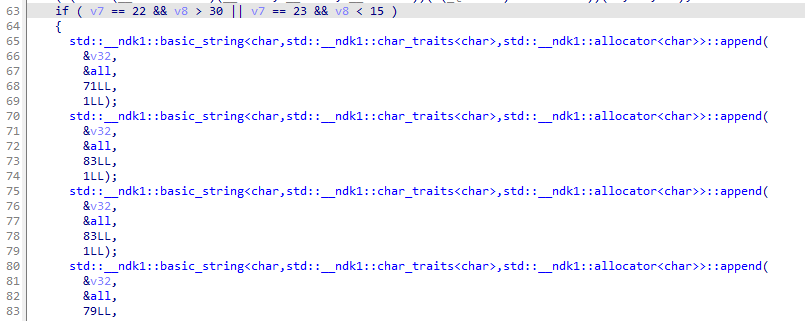 63 if ( v7 == 22 && v8 > 30 || v7 == 23 && v8 < 15 )
64 {
65 std::__ndk1::basic_string<char,std::__ndk1::char_traits<char>,std::__ndk1::allocator<char>>::append(
66 &v32,
67 &all,
68 71LL,
69 1LL);
70 std::__ndk1::basic_string<char,std::__ndk1::char_traits<char>,std::__ndk1::allocator<char>>::append(
71 &v32,
72 &all,
73 83LL,
74 1LL);
75 std::__ndk1::basic_string<char,std::__ndk1::char_traits<char>,std::__ndk1::allocator<char>>::append(
76 &v32,
77 &all,
78 83LL,
79 1LL);
80 std::__ndk1::basic_string<char,std::__ndk1::char_traits<char>,std::__ndk1::allocator<char>>::append(
81 &v32,
82 &all,
83 79LL,